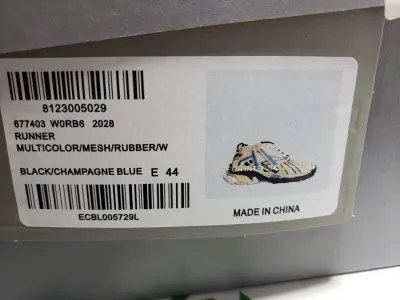 8123005029
677403 W0RB6 2028
RUNNER
MULTICOLOR/MESH/RUBBER/W
BLACK/CHAMPAGNE BLUE E 44
ECBL005729L
MADE IN CHINA